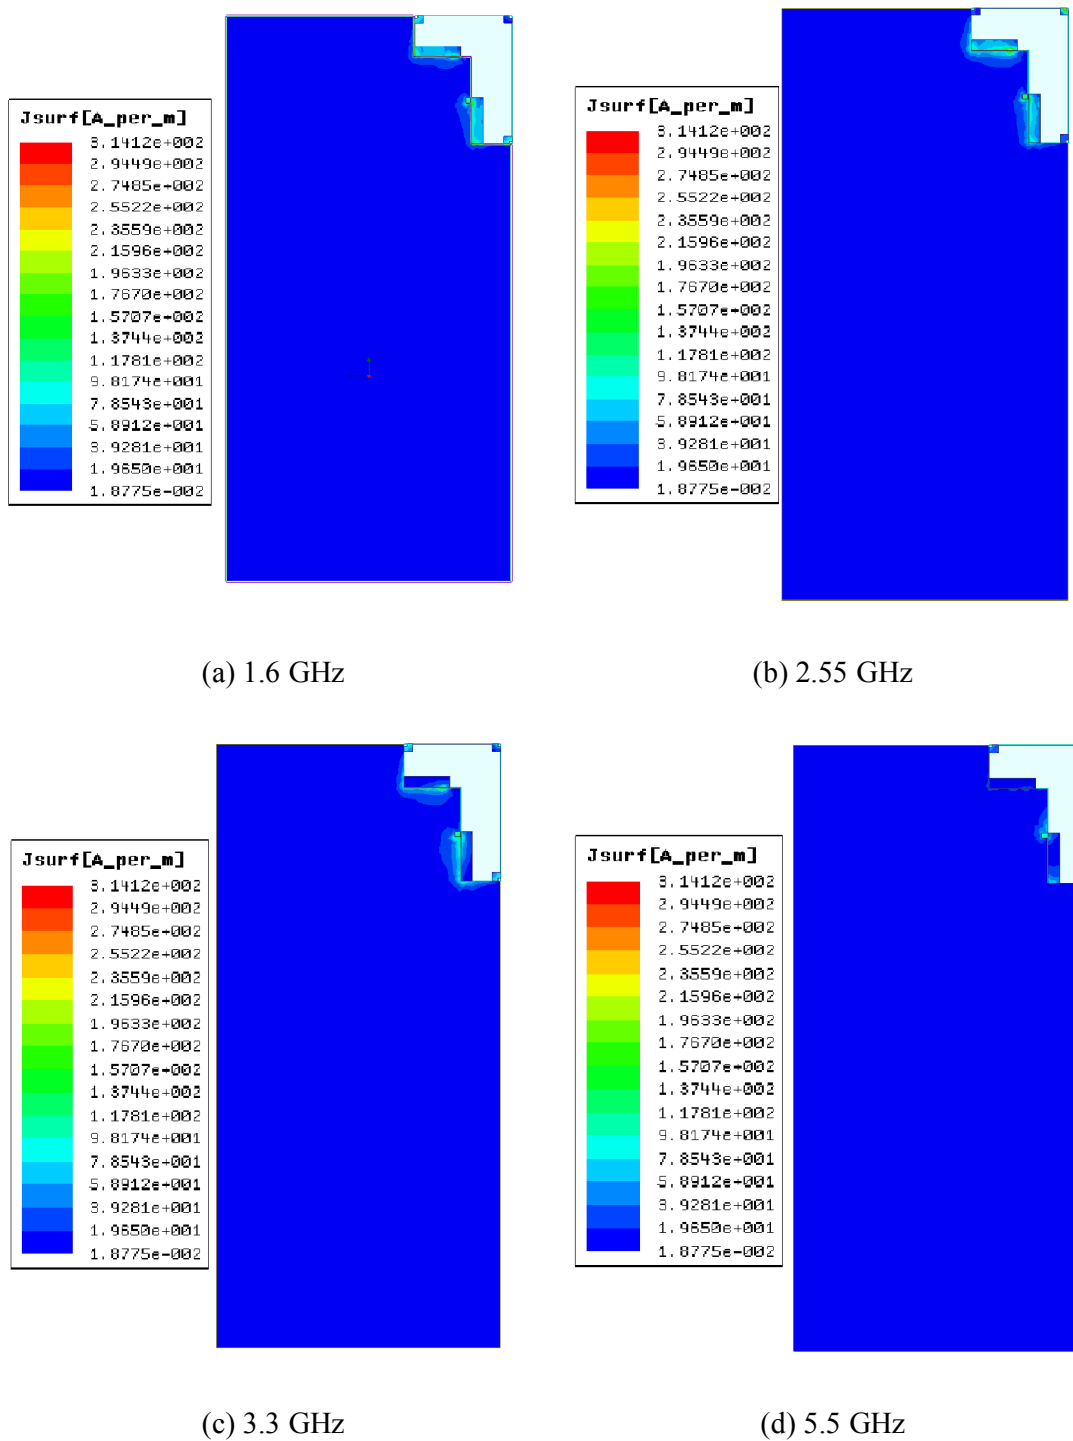 Jsurf[A_per_m]
3.1412e+002
2.9449e+002
2.7485e+002
2.5522e+002
2.3559e+002
2.1596e+002
1.9633e+002
1.7670e+002
1.5707e+002
1.3744e+002
1.1781e+002
9.8174e+001
7.8543e+001
5.8912e+001
3.9281e+001
1.9650e+001
1.8775e-002
(a) 1.6 GHz
Jsurf[A_per_m]
3.1412e+002
2.9449e+002
2.7485e+002
2.5522e+002
2.3559e+002
2.1596e+002
1.9633e+002
1.7670e+002
1.5707e+002
1.3744e+002
1.1781e+002
9.8174e+001
7.8543e+001
5.8912e+001
3.9281e+001
1.9650e+001
1.8775e-002
(b) 2.55 GHz
Jsurf[A_per_m]
3.1412e+002
2.9449e+002
2.7485e+002
2.5522e+002
2.3559e+002
2.1596e+002
1.9633e+002
1.7670e+002
1.5707e+002
1.3744e+002
1.1781e+002
9.8174e+001
7.8543e+001
5.8912e+001
3.9281e+001
1.9650e+001
1.8775e-002
(c) 3.3 GHz
Jsurf[A_per_m]
3.1412e+002
2.9449e+002
2.7485e+002
2.5522e+002
2.3559e+002
2.1596e+002
1.9633e+002
1.7670e+002
1.5707e+002
1.3744e+002
1.1781e+002
9.8174e+001
7.8543e+001
5.8912e+001
3.9281e+001
1.9650e+001
1.8775e-002
(d) 5.5 GHz